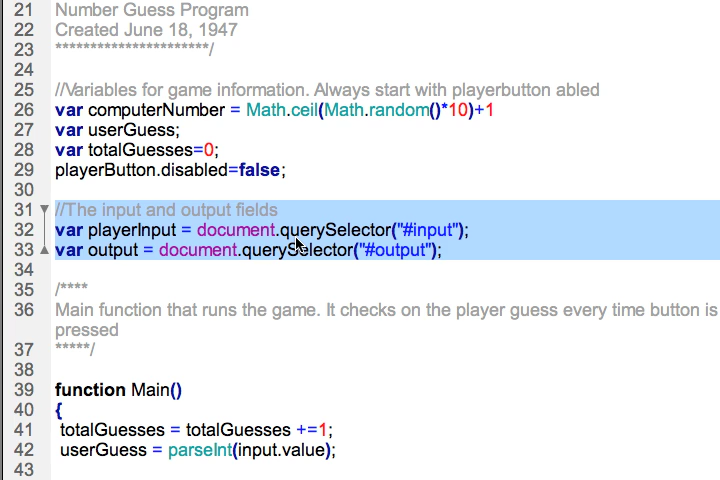 21 Number Guess Program
22 Created June 18, 1947
23 **********************/
24
25 //Variables for game information. Always start with playerbutton abled
26 var computerNumber = Math.ceil(Math.random()*10)+1
27 var userGuess;
28 var totalGuesses=0;
29 playerButton.disabled=false;
30
31 //The input and output fields
32 var playerInput = document.querySelector("#input");
33 var output = document.querySelector("#output");
34
35 /****
36 Main function that runs the game. It checks on the player guess every time button is
pressed
37 *****/
38
39 function Main()
40 {
41 totalGuesses = totalGuesses +=1;
42 userGuess = parseInt(input.value);
43